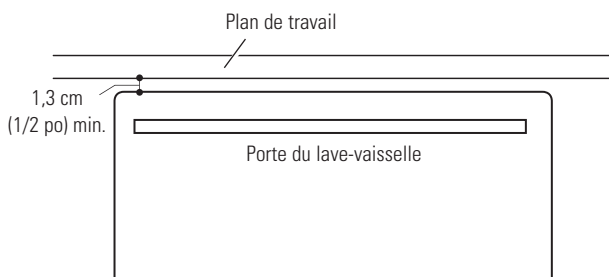 Plan de travail
1,3 cm
(1/2 po) min.
Porte du lave-vaisselle